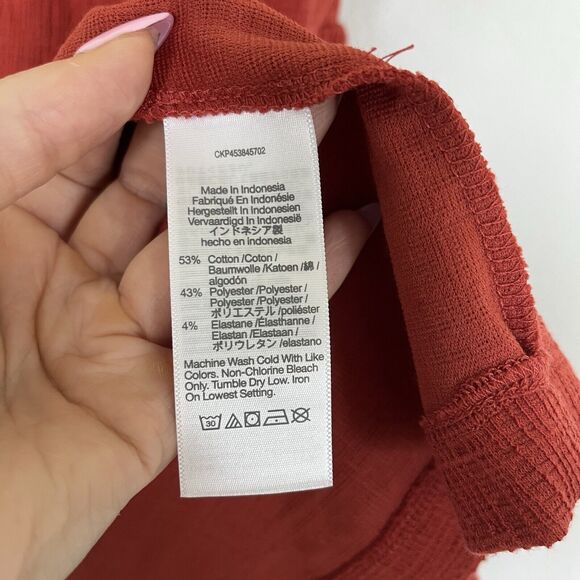 CKP453845702
Made In Indonesia
Fabriqué En Indonésie
Hergestellt In Indonesien
Vervaardigd In Indonesie
インドネシア製
hecho en indonesia
53% Cotton /Coton /
Baumwolle /Katoen /綿 /
algodón
43% Polyester /Polyester /
Polyester /Polyester /
ポリエステル /poliéster
4% Elastane /Élasthanne /
Elastan /Elastaan /
ポリウレタン /elastano
Machine Wash Cold With Like
Colors. Non-Chlorine Bleach
Only. Tumble Dry Low. Iron
On Lowest Setting.
30